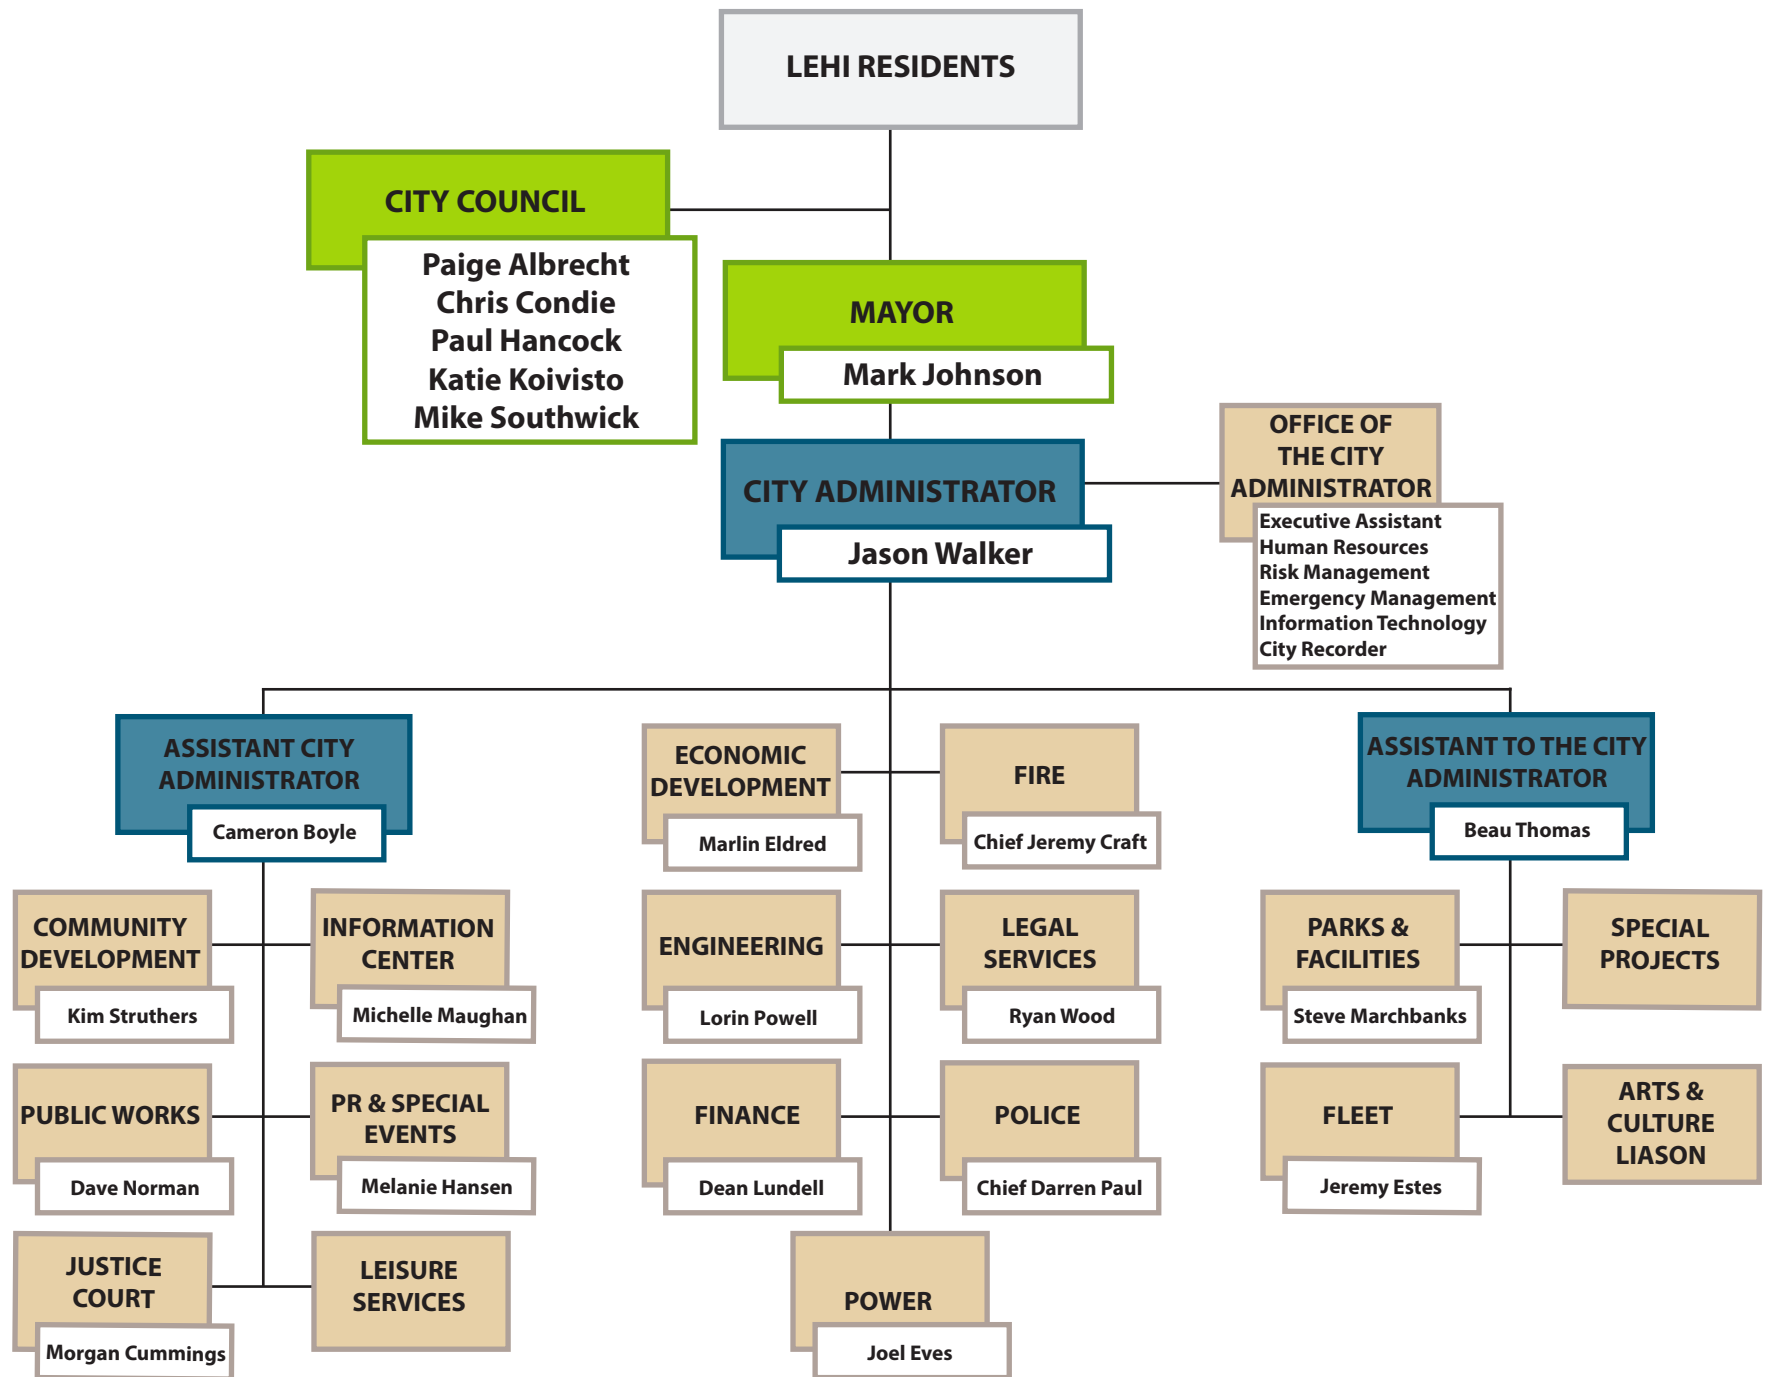 LEHI RESIDENTS
CITY COUNCIL
Paige Albrecht
Chris Condie
Paul Hancock
Katie Koivisto
Mike Southwick
MAYOR
Mark Johnson
CITY ADMINISTRATOR
Jason Walker
OFFICE OF
THE CITY
ADMINISTRATOR
Executive Assistant
Human Resources
Risk Management
Emergency Management
Information Technology
City Recorder
ASSISTANT CITY
ADMINISTRATOR
Cameron Boyle
COMMUNITY
DEVELOPMENT
Kim Struthers
INFORMATION
CENTER
Michelle Maughan
PUBLIC WORKS
Dave Norman
PR & SPECIAL
EVENTS
Melanie Hansen
JUSTICE
COURT
Morgan Cummings
LEISURE
SERVICES
ECONOMIC
DEVELOPMENT
Marlin Eldred
FIRE
Chief Jeremy Craft
ENGINEERING
Lorin Powell
LEGAL
SERVICES
Ryan Wood
FINANCE
Dean Lundell
POLICE
Chief Darren Paul
POWER
Joel Eves
ASSISTANT TO THE CITY
ADMINISTRATOR
Beau Thomas
PARKS &
FACILITIES
Steve Marchbanks
SPECIAL
PROJECTS
FLEET
Jeremy Estes
ARTS &
CULTURE
LIASON